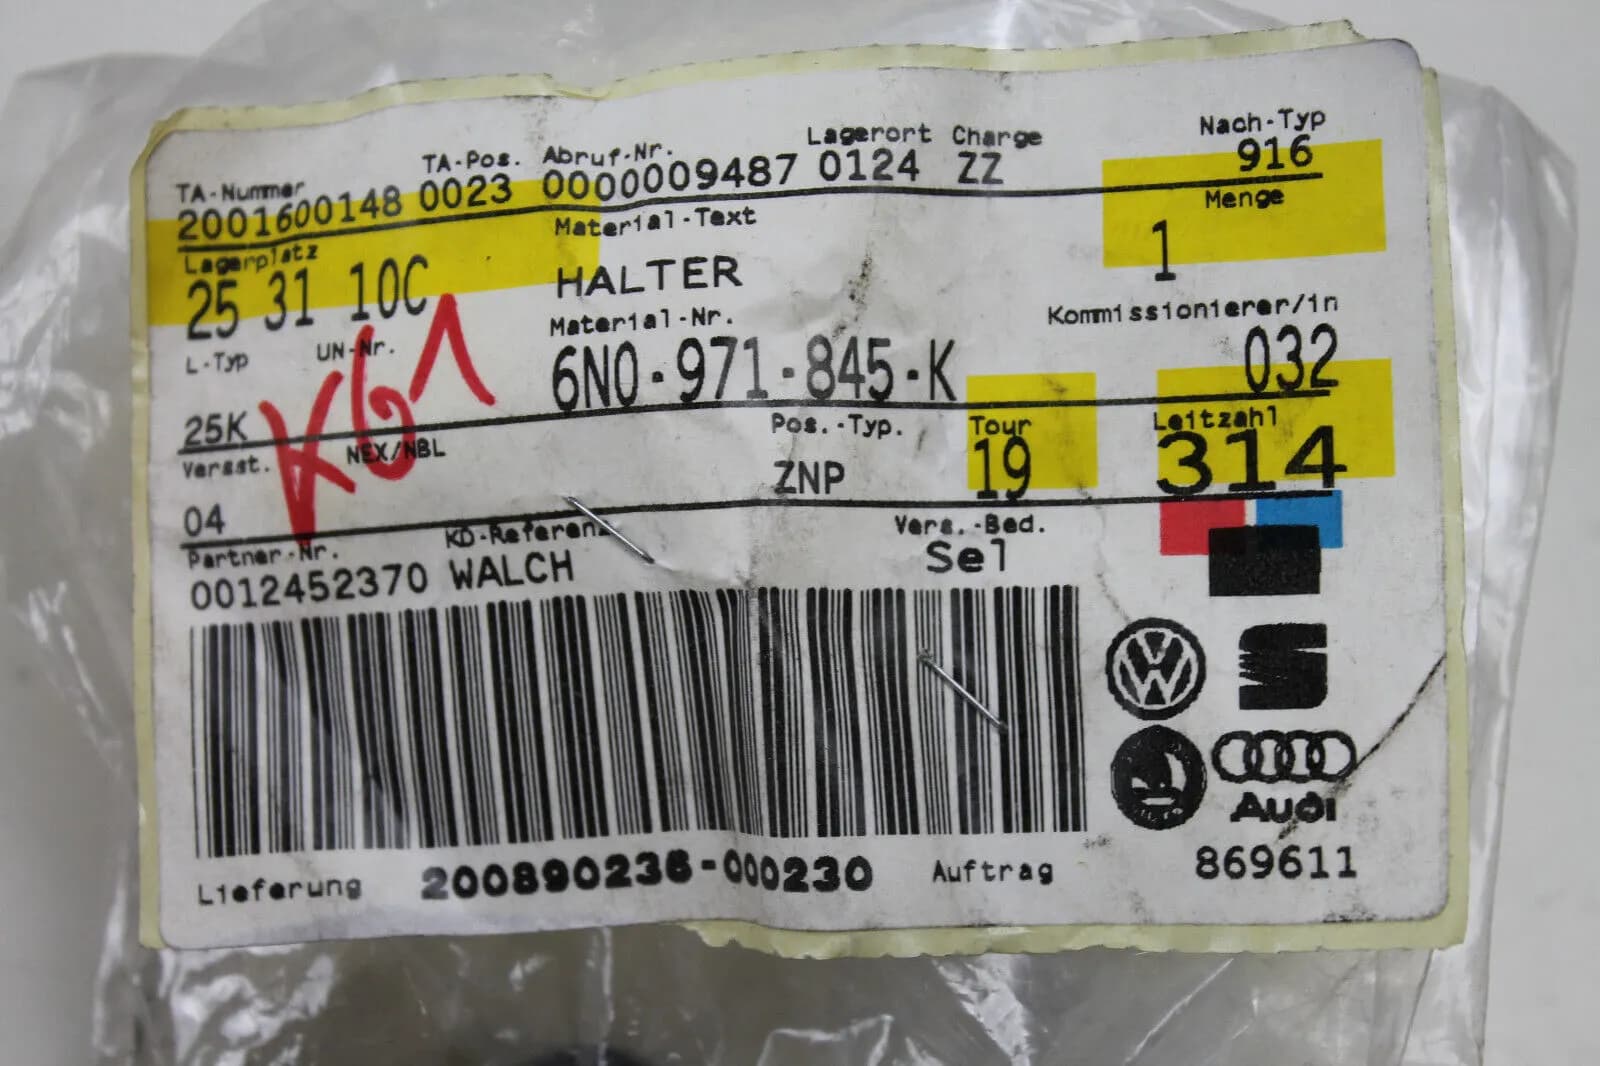 TA-Nummer TA-Pos. Abruf-Nr. Lagerort Charge Nach-Typ
2001600148 0023 0000009487 0124 ZZ 916
Lagerplatz Material-Text Menge
25 31 10C HALTER 1
L-Typ UN-Nr. Material-Nr. Kommissionierer/in
25K K61 6N0-971-845-K 032
Versst. NEX/NBL Pos.-Typ. Tour Leitzahl
04 ZNP 19 314
Partner-Nr. KD-Referenz Vers.-Bed.
0012452370 WALCH Sel
Audi
Lieferung 200890236-000230 Auftrag 869611